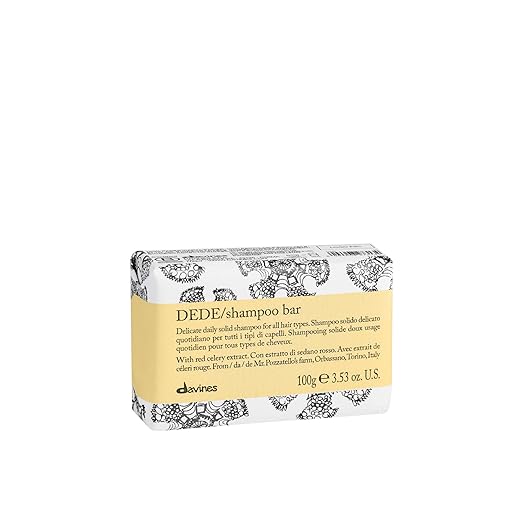 DEDE/shampoo bar
Delicate daily solid shampoo for all hair types. Shampoo solido delicato
quotidiano per tutti i tipi di capelli. Shampooing solide doux usage
quotidien pour tous types de cheveux.
With red celery extract. Con estratto di sedano rosso. Avec extrait de
céleri rouge. From / da / de Mr. Pozzatello's farm, Orbassano, Torino, Italy
100g e 3.53 oz. U.S.
davines